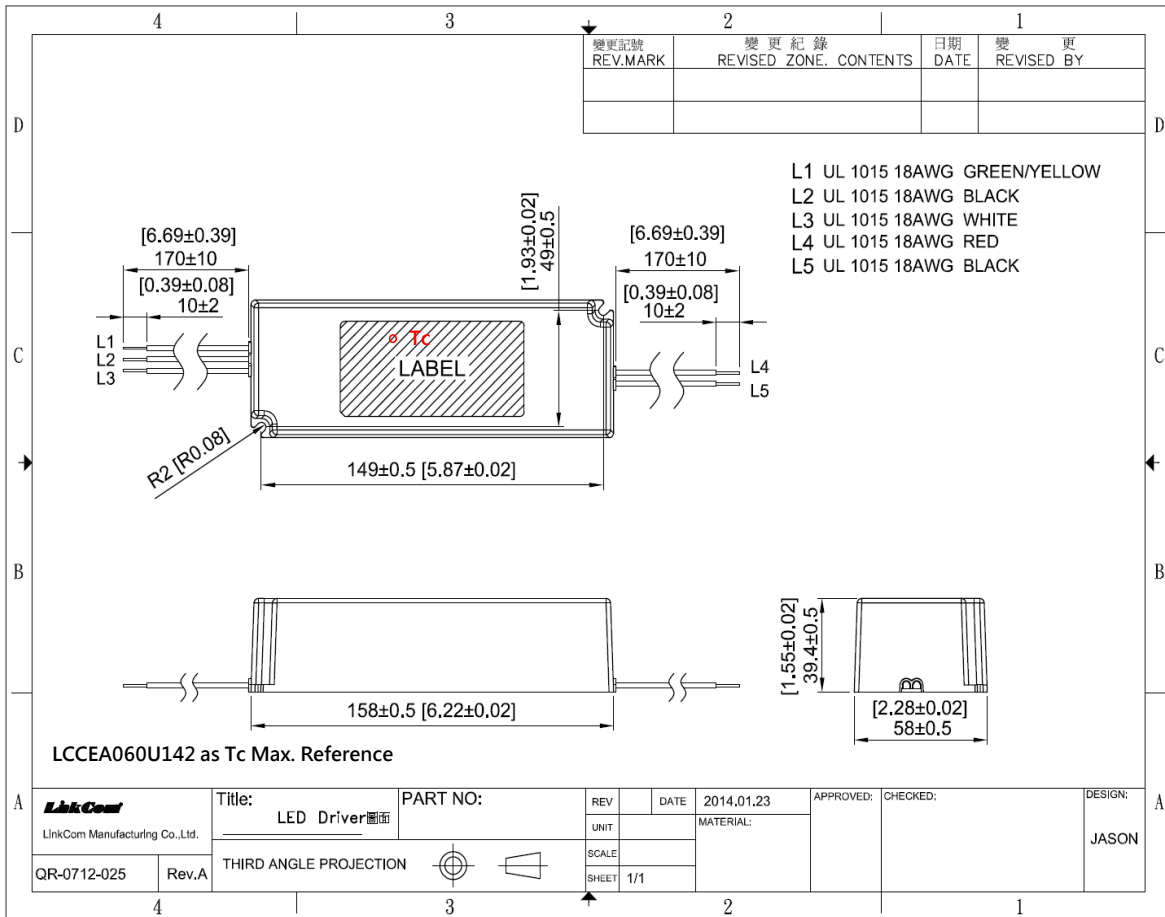 4 3 2 1
變更記號 變 更 紀 錄 日期 變 更
REV.MARK REVISED ZONE. CONTENTS DATE REVISED BY
D D
L1 UL 1015 18AWG GREEN/YELLOW
L2 UL 1015 18AWG BLACK
L3 UL 1015 18AWG WHITE
L4 UL 1015 18AWG RED
L5 UL 1015 18AWG BLACK
[6.69±0.39]
170±10
[0.39±0.08]
10±2
[1.93±0.02]
49±0.5
[6.69±0.39]
170±10
[0.39±0.08]
10±2
C C
L1
L2
L3
Tc
LABEL
L4
L5
R2 [R0.08]
149±0.5 [5.87±0.02]
B B
[1.55±0.02]
39.4±0.5
158±0.5 [6.22±0.02]
[2.28±0.02]
58±0.5
LCCEA060U142 as Tc Max. Reference
A A
LinkCom
LinkCom Manufacturing Co.,Ltd.
QR-0712-025 Rev.A
Title:
LED Driver圖面
PART NO:
THIRD ANGLE PROJECTION
REV DATE 2014.01.23
UNIT MATERIAL:
SCALE
SHEET 1/1
APPROVED: CHECKED: DESIGN:
JASON
4 3 2 1